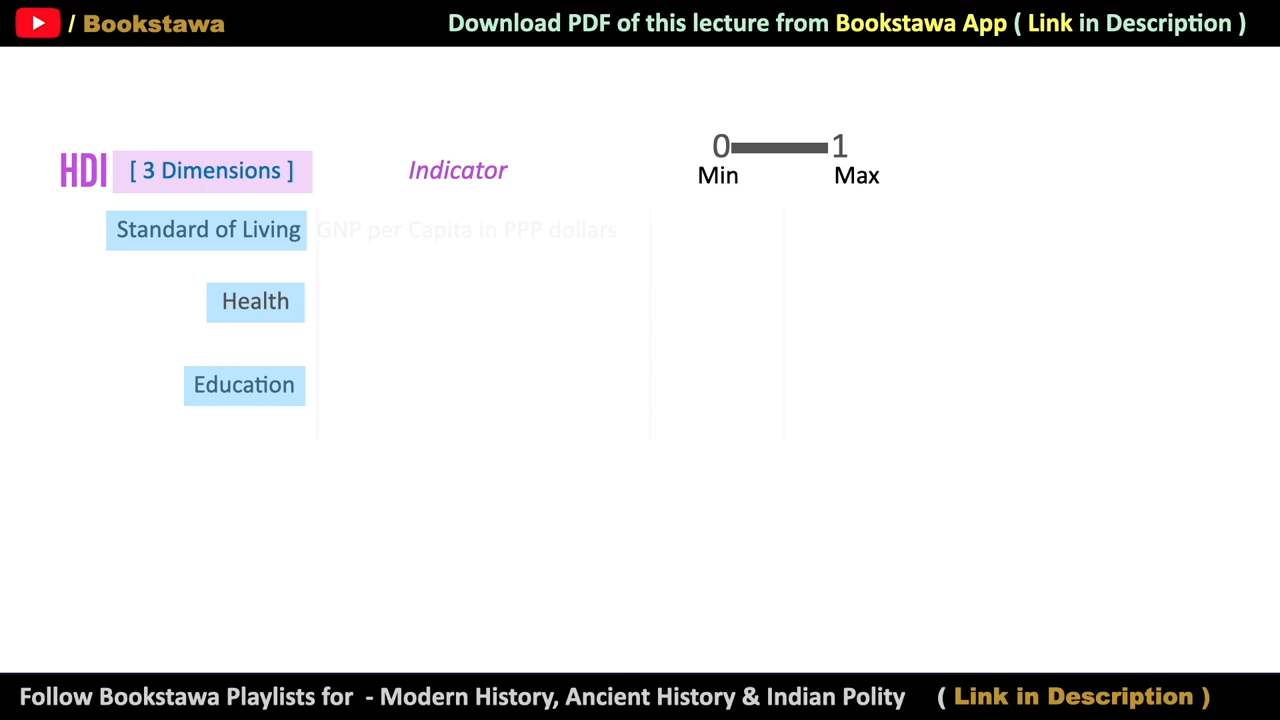 / Bookstawa
Download PDF of this lecture from Bookstawa App ( Link in Description )
0 1
HDI [ 3 Dimensions ] Indicator Min Max
Standard of Living GNP per Capita in PPP dollars
Health
Education
Follow Bookstawa Playlists for - Modern History, Ancient History & Indian Polity ( Link in Description )